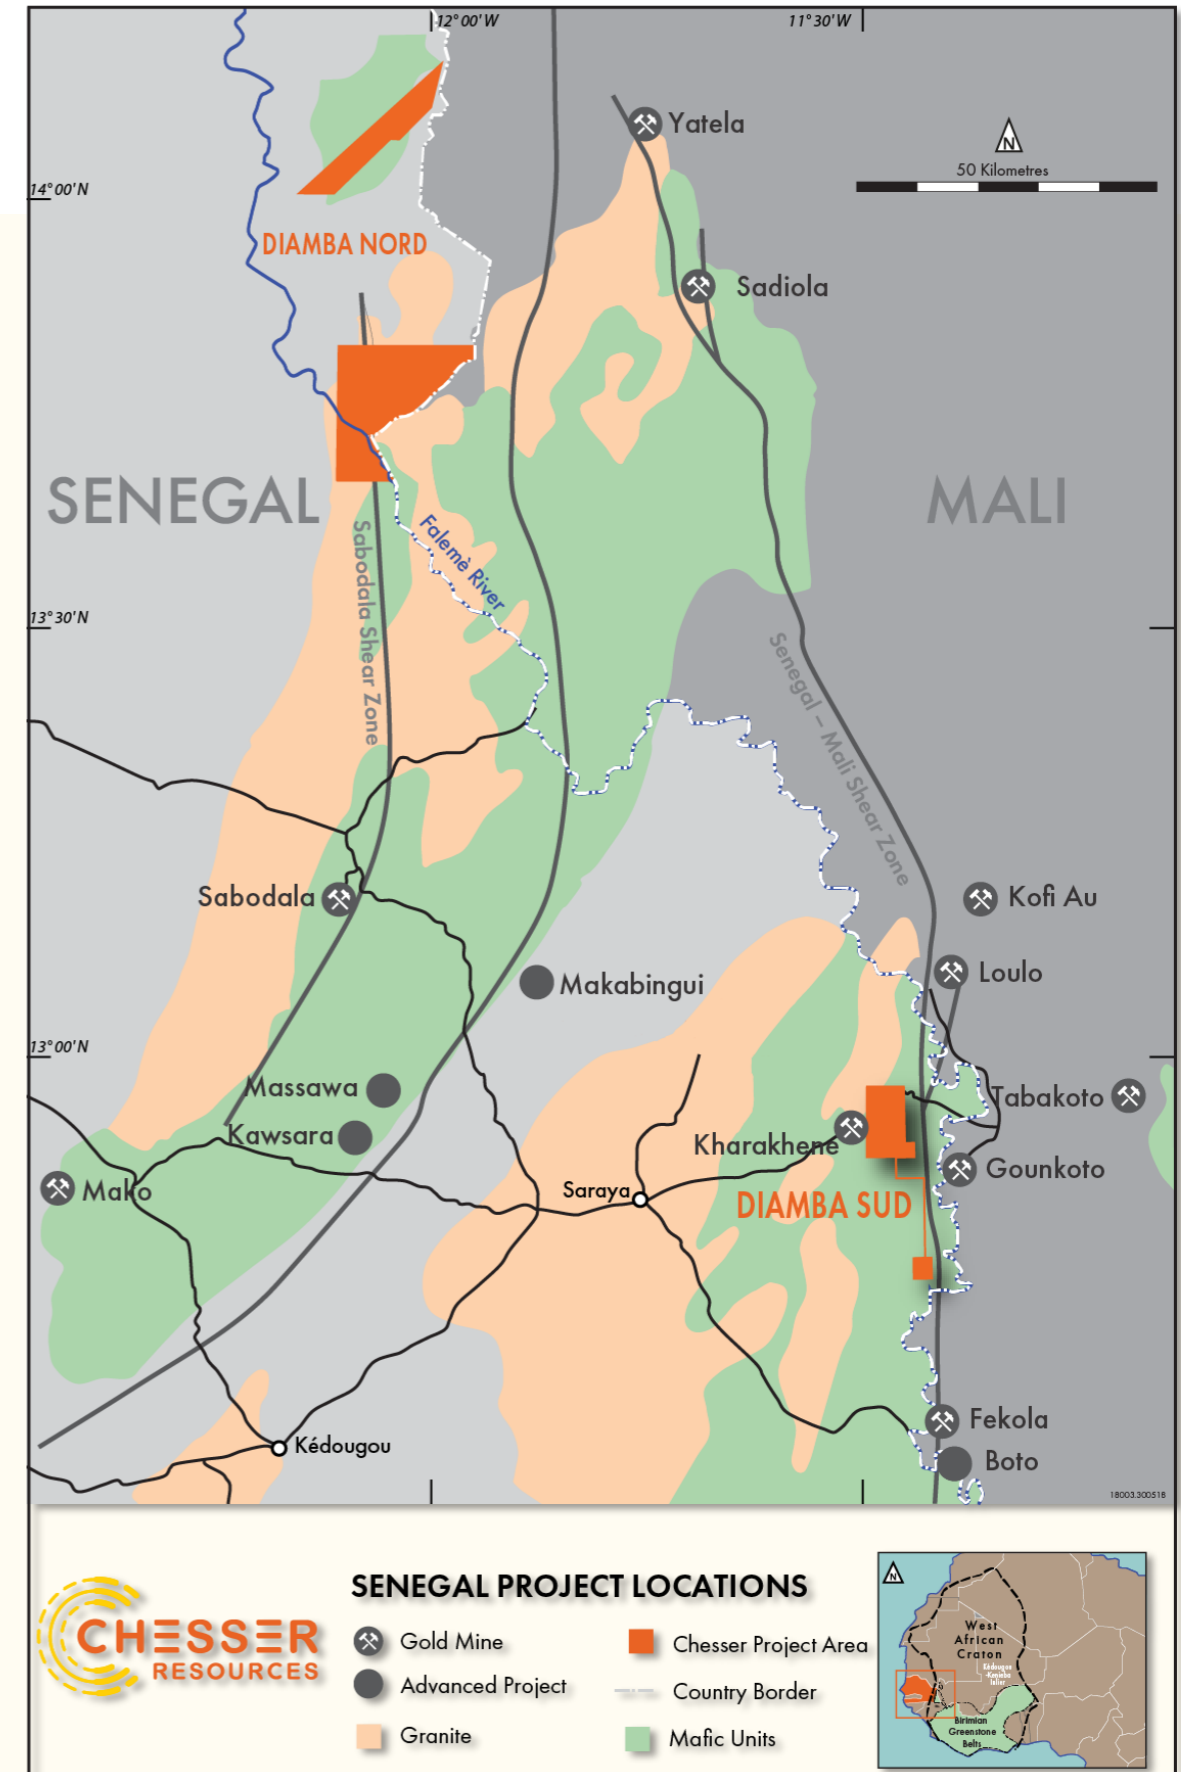 12°00'W
11°30'W
Yatela
N
50 Kilometres
14°00'N
DIAMBA NORD
Sadiola
SENEGAL
MALI
Sabodala Shear Zone
Falemè River
13°30'N
Senegal – Mali Shear Zone
Sabodala
Kofi Au
Loulo
Makabingui
13°00'N
Massawa
Tabakoto
Kawsara
Kharakhene
Gounkoto
Mako
Saraya
DIAMBA SUD
Fekola
Kédougou
Boto
18003.300518
CHESSER
RESOURCES
SENEGAL PROJECT LOCATIONS
Gold Mine
Chesser Project Area
Advanced Project
Country Border
Granite
Mafic Units
N
West
African
Craton
Kédougou
-Kenieba
Inlier
Birimian
Greenstone
Belts